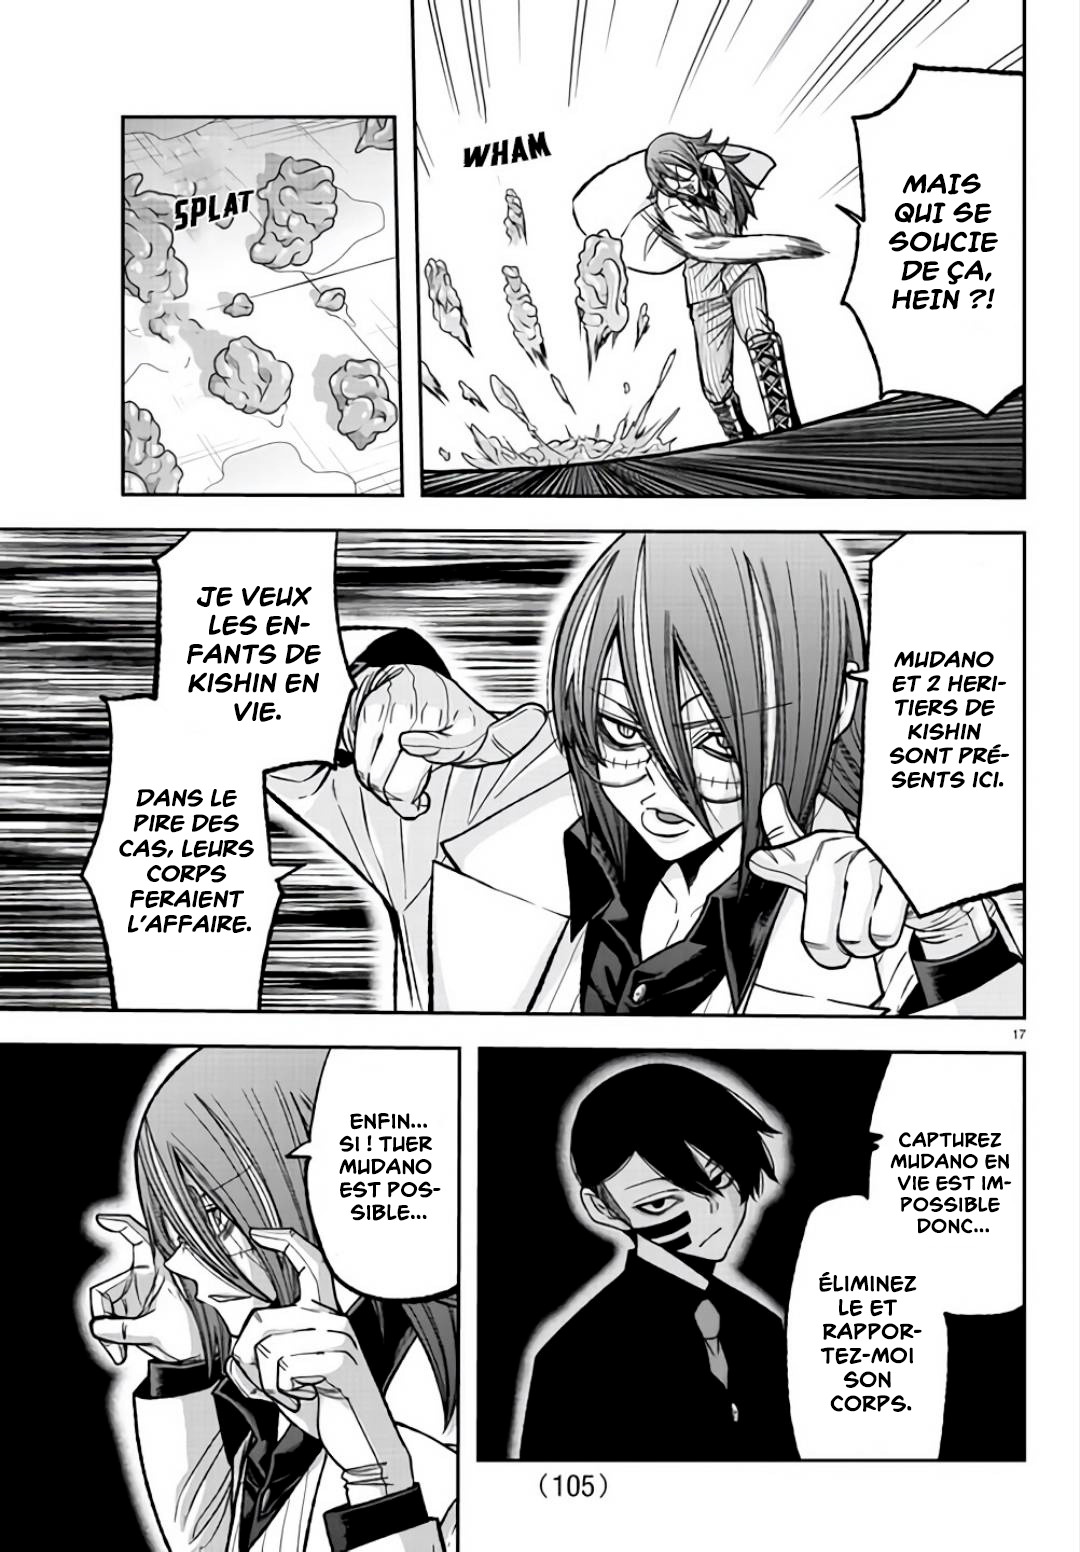 MAIS
QUI SE
SOUCIE
DE ÇA,
HEIN ?!
WHAM
SPLAT
MUDANO
ET 2 HERI-
TIERS DE
KISHIN
SONT PRÉ-
SENTS ICI.
JE VEUX
LES EN-
FANTS DE
KISHIN EN
VIE.
DANS LE
PIRE DES
CAS, LEURS
CORPS
FERAIENT
L'AFFAIRE.
17
CAPTUREZ
MUDANO EN
VIE EST IM-
POSSIBLE
DONC...
ÉLIMINEZ
LE ET
RAPPOR-
TEZ-MOI
SON
CORPS.
ENFIN...
SI ! TUER
MUDANO
EST POS-
SIBLE...
(105)